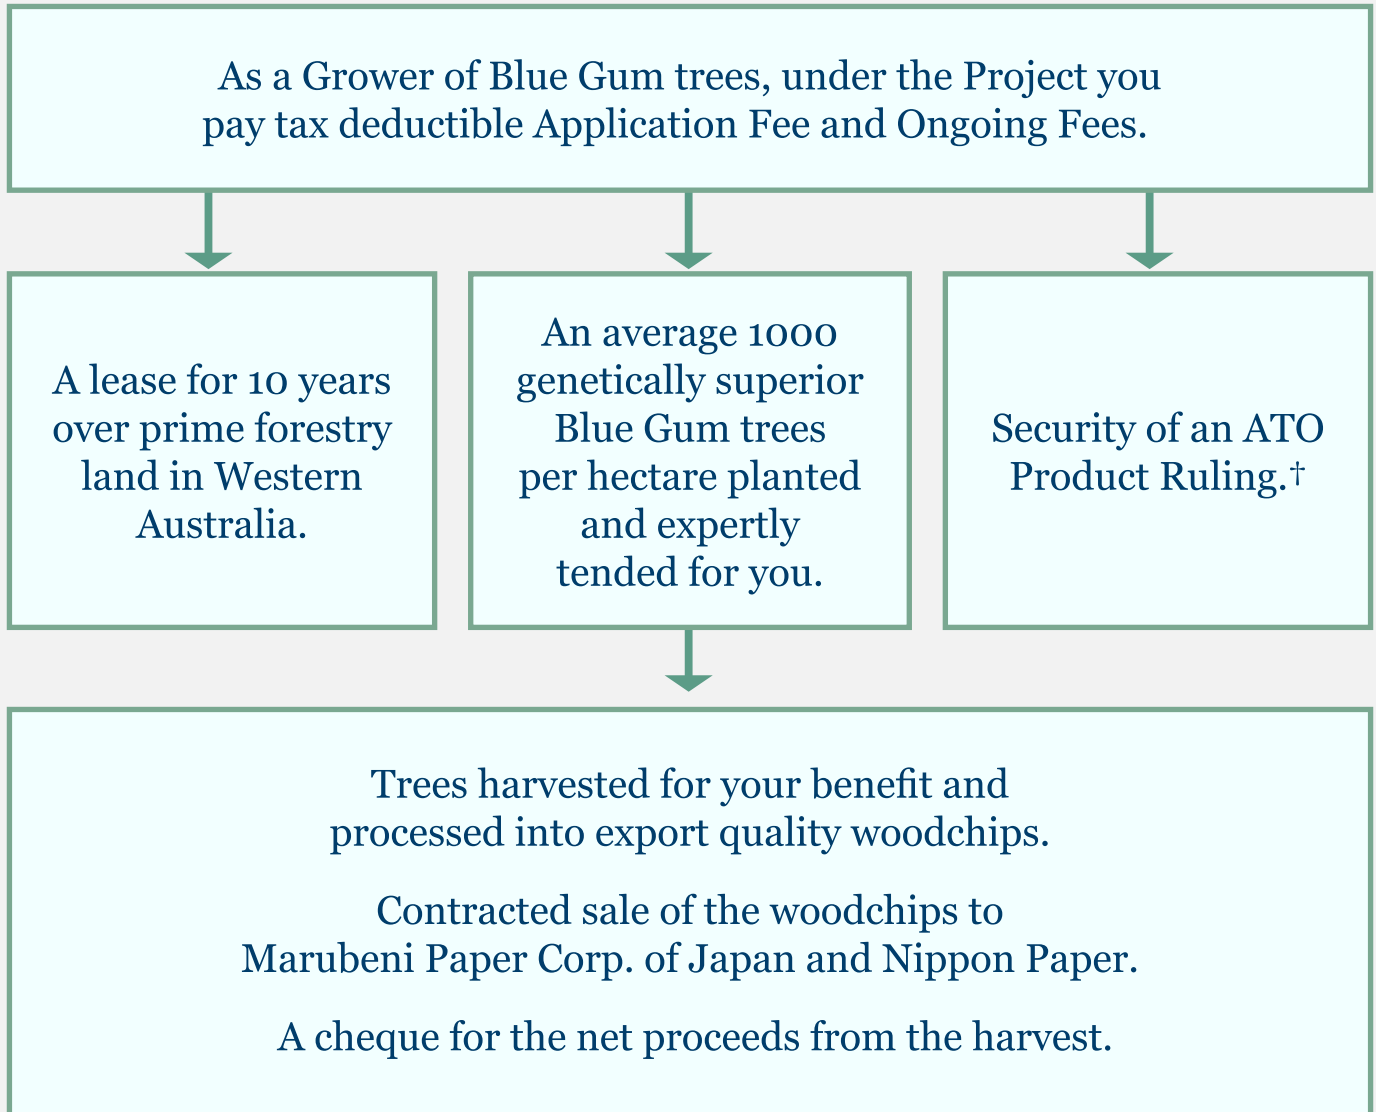 As a Grower of Blue Gum trees, under the Project you
pay tax deductible Application Fee and Ongoing Fees.
A lease for 10 years
over prime forestry
land in Western
Australia.
An average 1000
genetically superior
Blue Gum trees
per hectare planted
and expertly
tended for you.
Security of an ATO
Product Ruling.†
Trees harvested for your benefit and
processed into export quality woodchips.
Contracted sale of the woodchips to
Marubeni Paper Corp. of Japan and Nippon Paper.
A cheque for the net proceeds from the harvest.